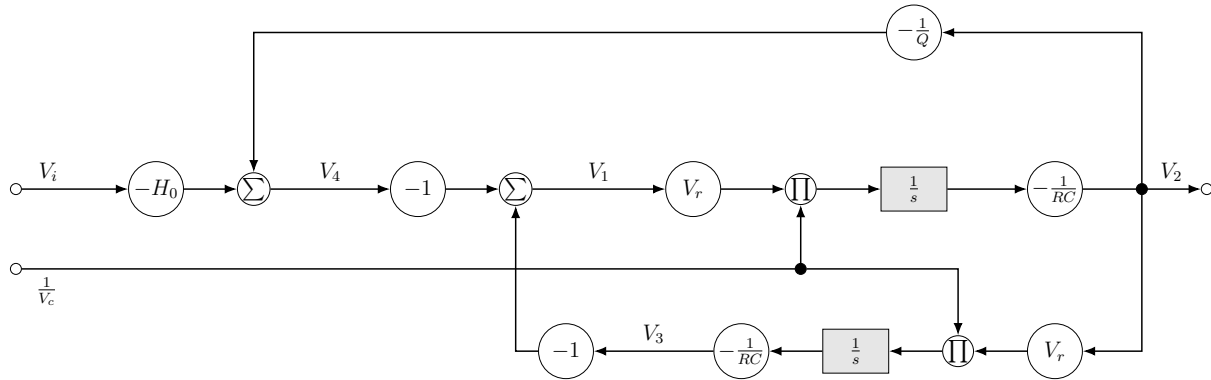 −1/Q
V_i
−H_0
∑
V_4
−1
∑
V_1
V_r
∏
1/s
−1/RC
V_2
1/V_c
−1
V_3
−1/RC
1/s
∏
V_r